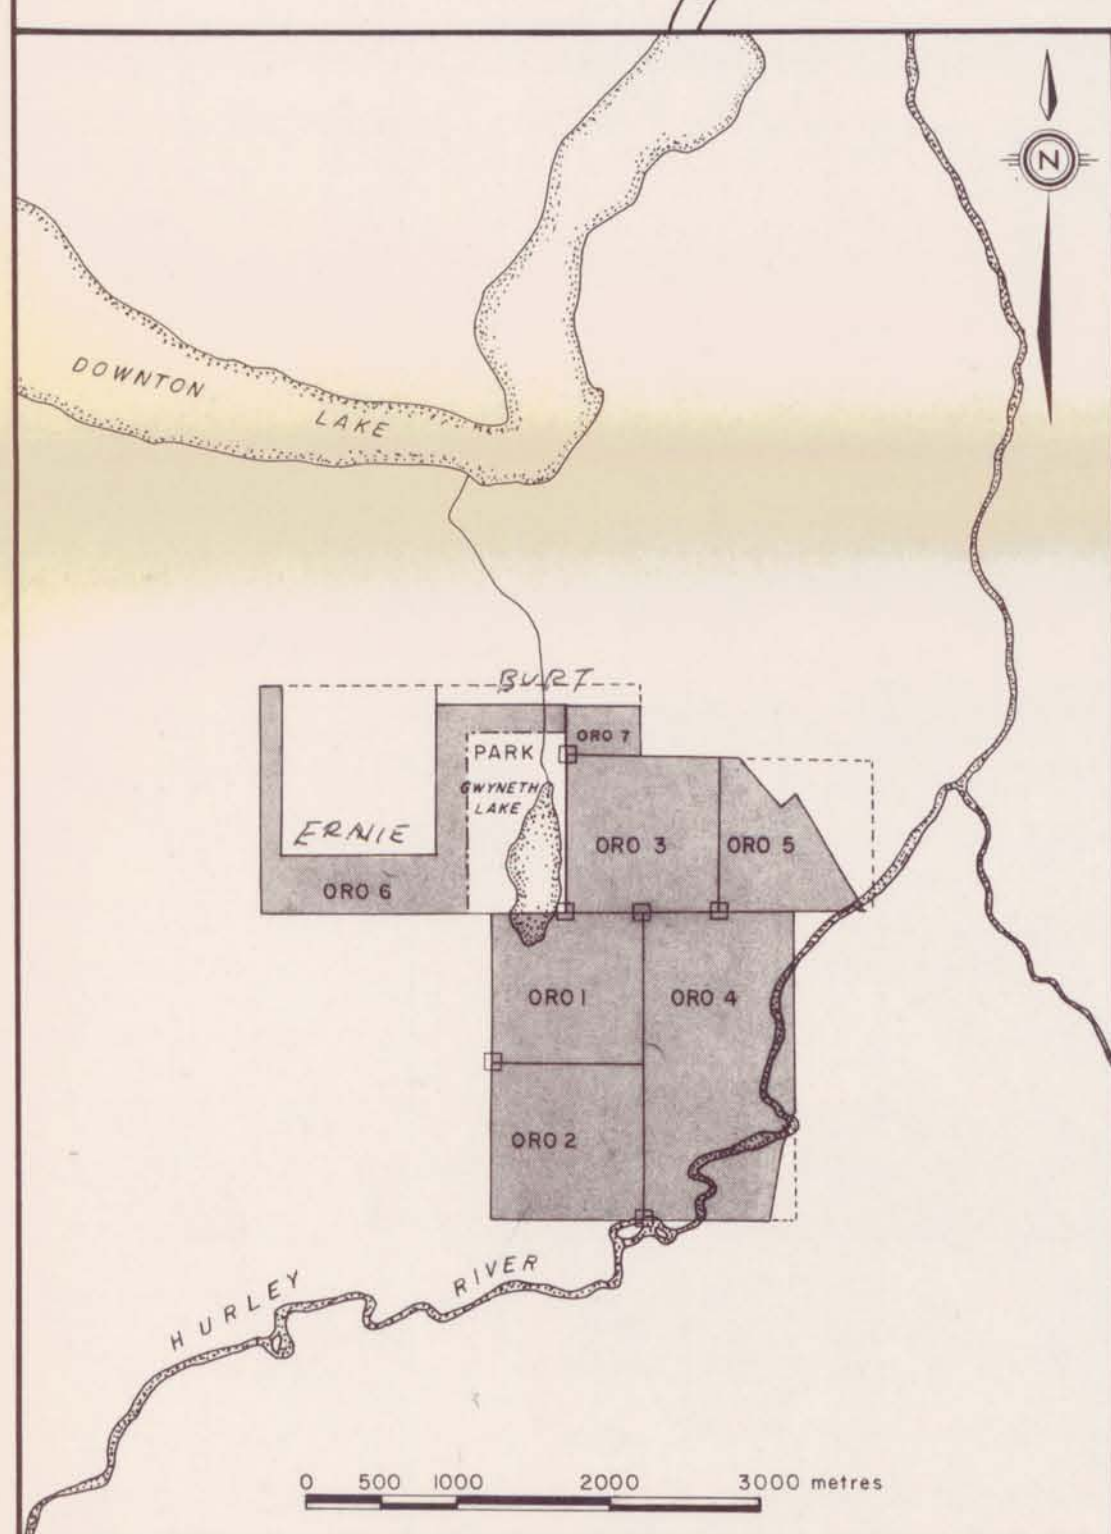 N
DOWNTON
LAKE
BURT
ORO 7
PARK
GWYNETH
LAKE
ERNIE
ORO 3
ORO 5
ORO 6
ORO 1
ORO 4
ORO 2
HURLEY RIVER
0 500 1000 2000 3000 metres